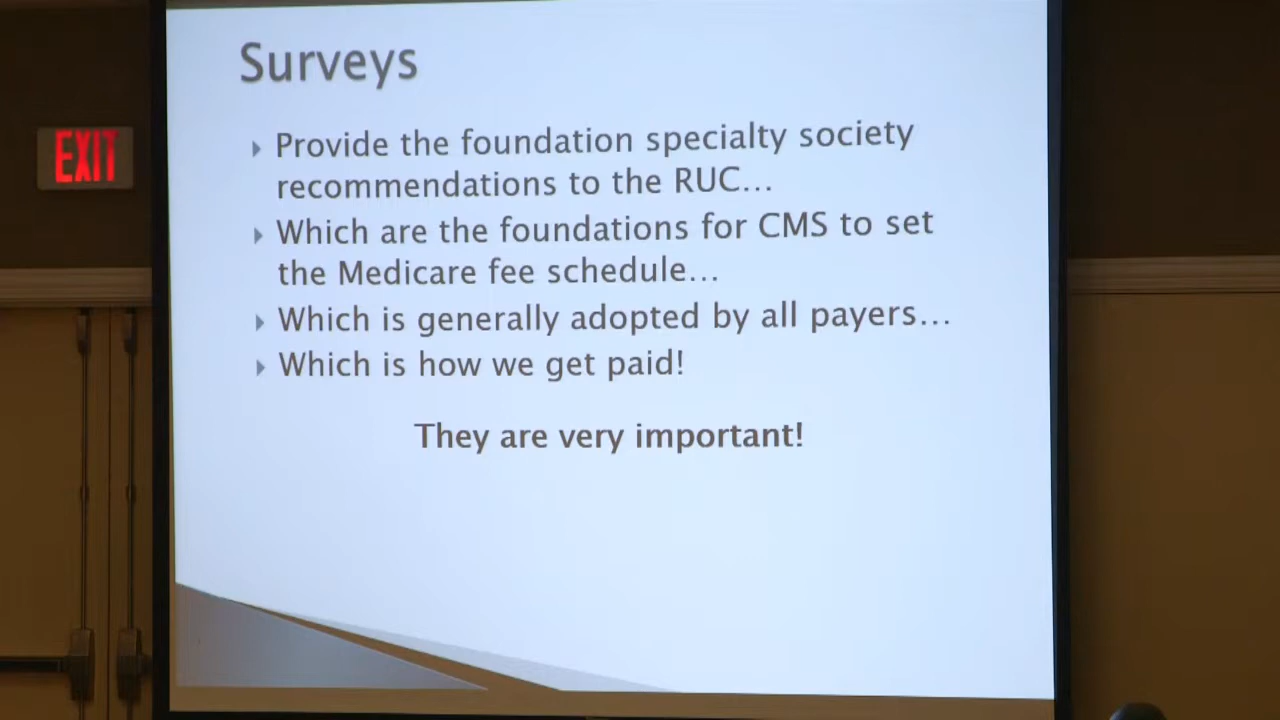 Surveys
EXIT
Provide the foundation specialty society
recommendations to the RUC...
Which are the foundations for CMS to set
the Medicare fee schedule...
Which is generally adopted by all payers...
Which is how we get paid!
They are very important!